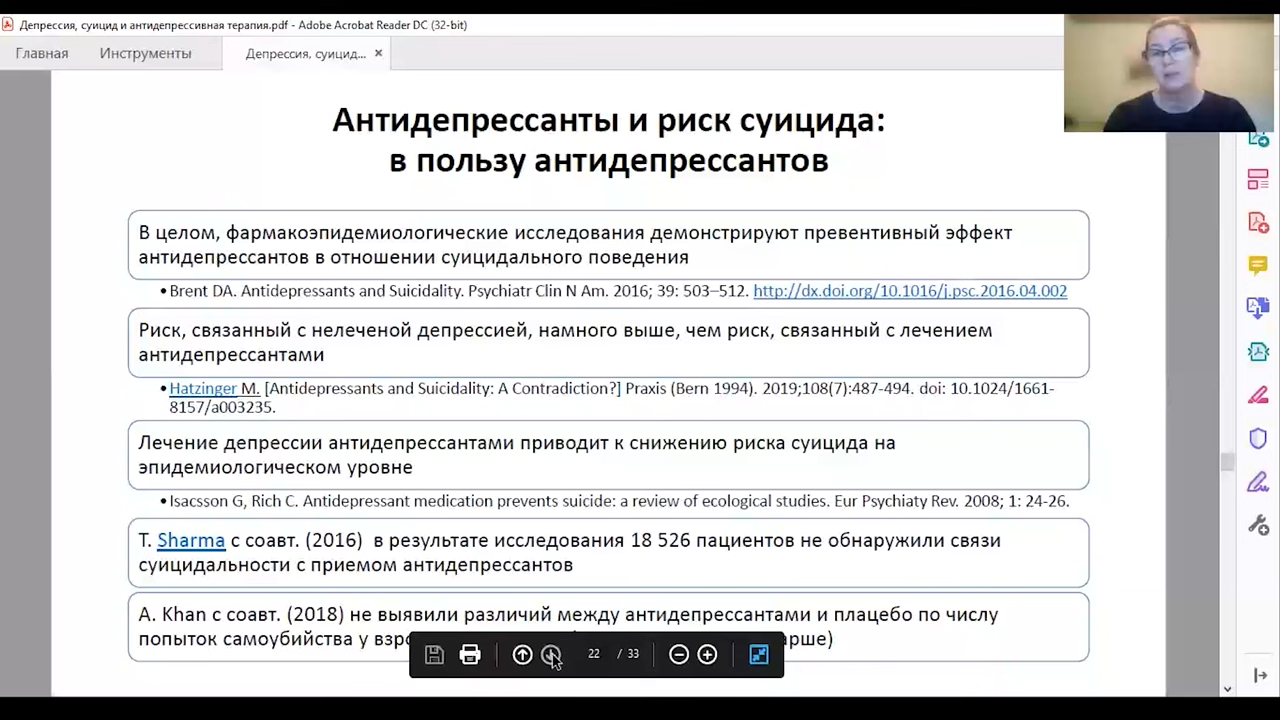 Депрессия, суицид и антидепрессивная терапия.pdf - Adobe Acrobat Reader DC (32-bit)
Главная
Инструменты
Депрессия, суицид...
Антидепрессанты и риск суицида:
в пользу антидепрессантов
В целом, фармакоэпидемиологические исследования демонстрируют превентивный эффект
антидепрессантов в отношении суицидального поведения
•Brent DA. Antidepressants and Suicidality. Psychiatr Clin N Am. 2016; 39: 503–512. http://dx.doi.org/10.1016/j.psc.2016.04.002
Риск, связанный с нелеченой депрессией, намного выше, чем риск, связанный с лечением
антидепрессантами
•Hatzinger M. [Antidepressants and Suicidality: A Contradiction?] Praxis (Bern 1994). 2019;108(7):487-494. doi: 10.1024/1661-
8157/a003235.
Лечение депрессии антидепрессантами приводит к снижению риска суицида на
эпидемиологическом уровне
•Isacsson G, Rich C. Antidepressant medication prevents suicide: a review of ecological studies. Eur Psychiaty Rev. 2008; 1: 24-26.
T. Sharma с соавт. (2016) в результате исследования 18 526 пациентов не обнаружили связи
суицидальности с приемом антидепрессантов
A. Khan с соавт. (2018) не выявили различий между антидепрессантами и плацебо по числу
попыток самоубийства у
22 / 33